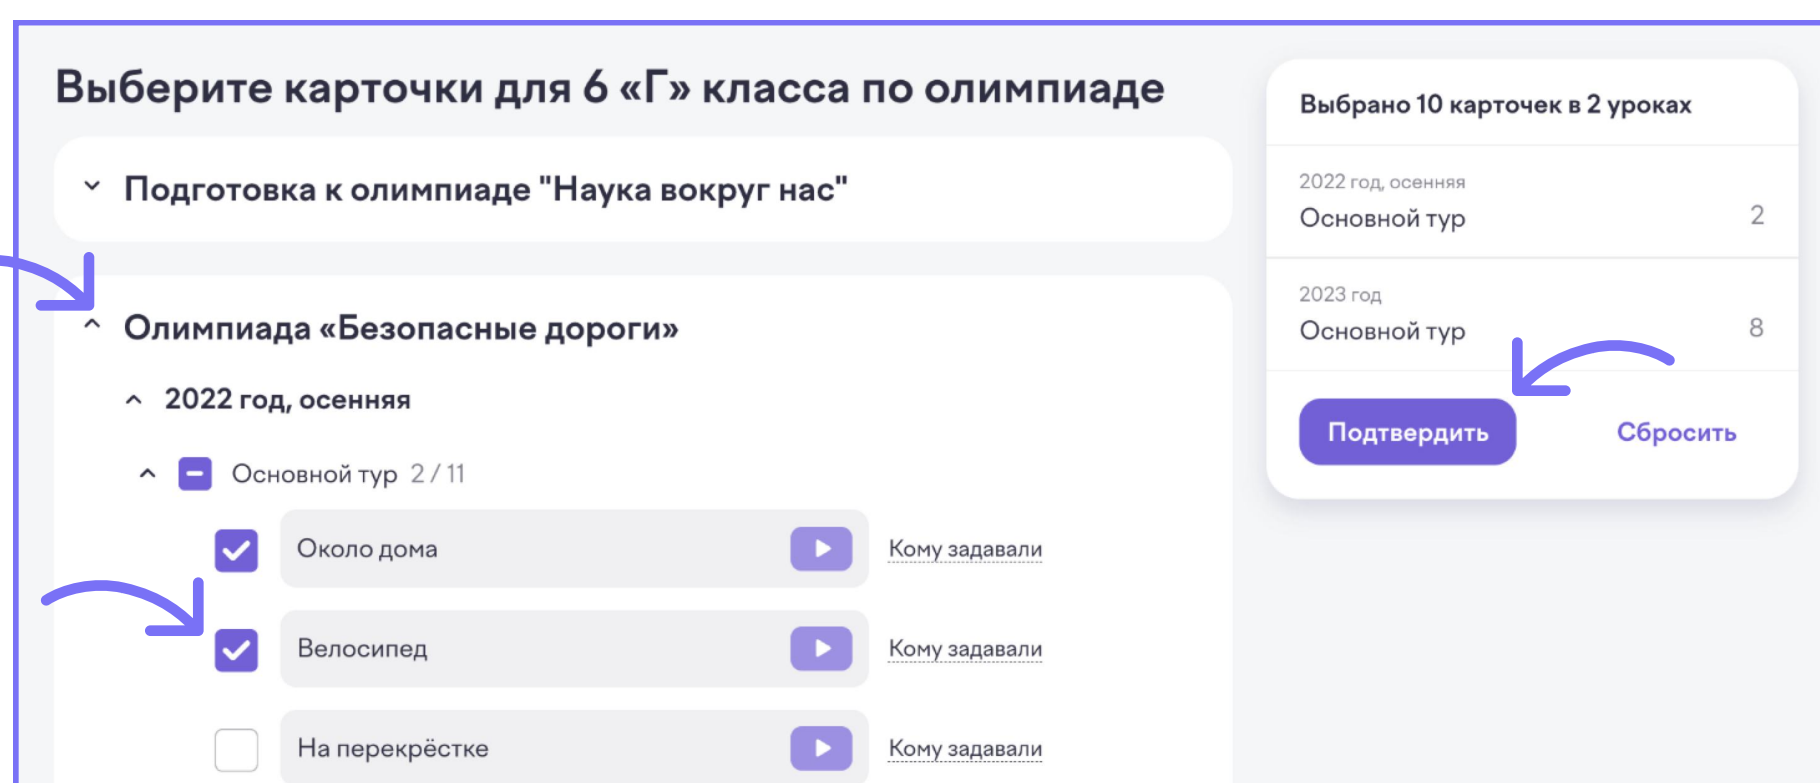 Выберите карточки для 6 «Г» класса по олимпиаде
Подготовка к олимпиаде "Наука вокруг нас"
Олимпиада «Безопасные дороги»
2022 год, осенняя
Основной тур 2 / 11
Около дома Кому задавали
Велосипед Кому задавали
На перекрёстке Кому задавали
Выбрано 10 карточек в 2 уроках
2022 год, осенняя
Основной тур 2
2023 год
Основной тур 8
Подтвердить Сбросить